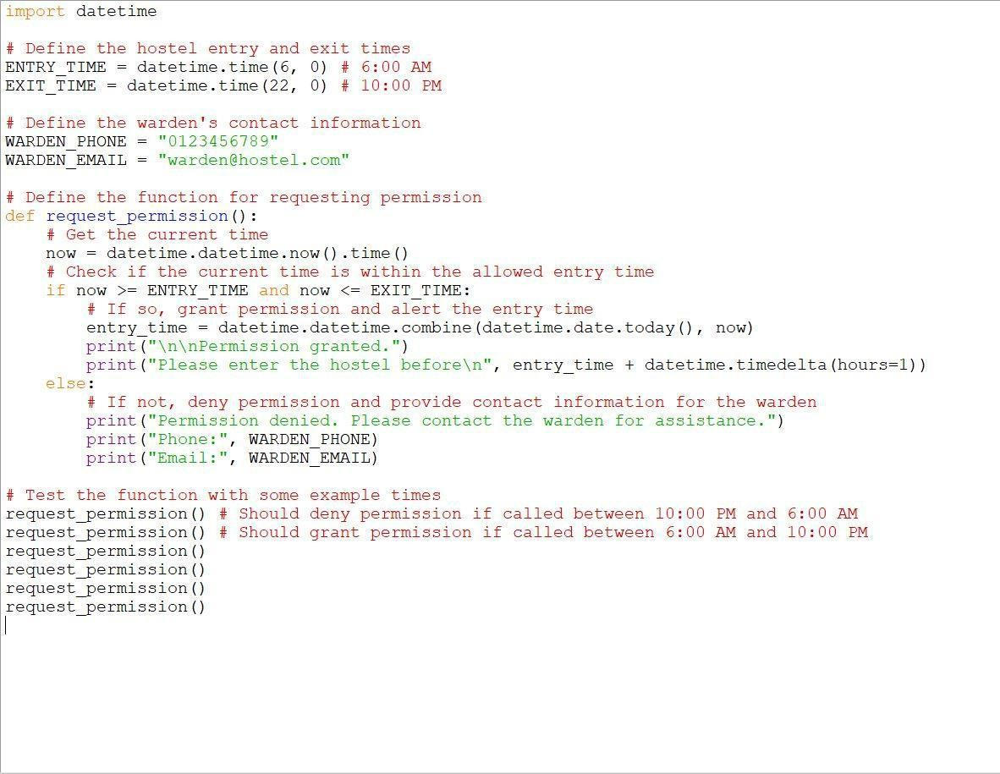 import datetime

# Define the hostel entry and exit times
ENTRY_TIME = datetime.time(6, 0) # 6:00 AM
EXIT_TIME = datetime.time(22, 0) # 10:00 PM

# Define the warden's contact information
WARDEN_PHONE = "0123456789"
WARDEN_EMAIL = "warden@hostel.com"

# Define the function for requesting permission
def request_permission():
    # Get the current time
    now = datetime.datetime.now().time()
    # Check if the current time is within the allowed entry time
    if now >= ENTRY_TIME and now <= EXIT_TIME:
        # If so, grant permission and alert the entry time
        entry_time = datetime.datetime.combine(datetime.date.today(), now)
        print("\n\nPermission granted.")
        print("Please enter the hostel before\n", entry_time + datetime.timedelta(hours=1))
    else:
        # If not, deny permission and provide contact information for the warden
        print("Permission denied. Please contact the warden for assistance.")
        print("Phone:", WARDEN_PHONE)
        print("Email:", WARDEN_EMAIL)

# Test the function with some example times
request_permission() # Should deny permission if called between 10:00 PM and 6:00 AM
request_permission() # Should grant permission if called between 6:00 AM and 10:00 PM
request_permission()
request_permission()
request_permission()
request_permission()